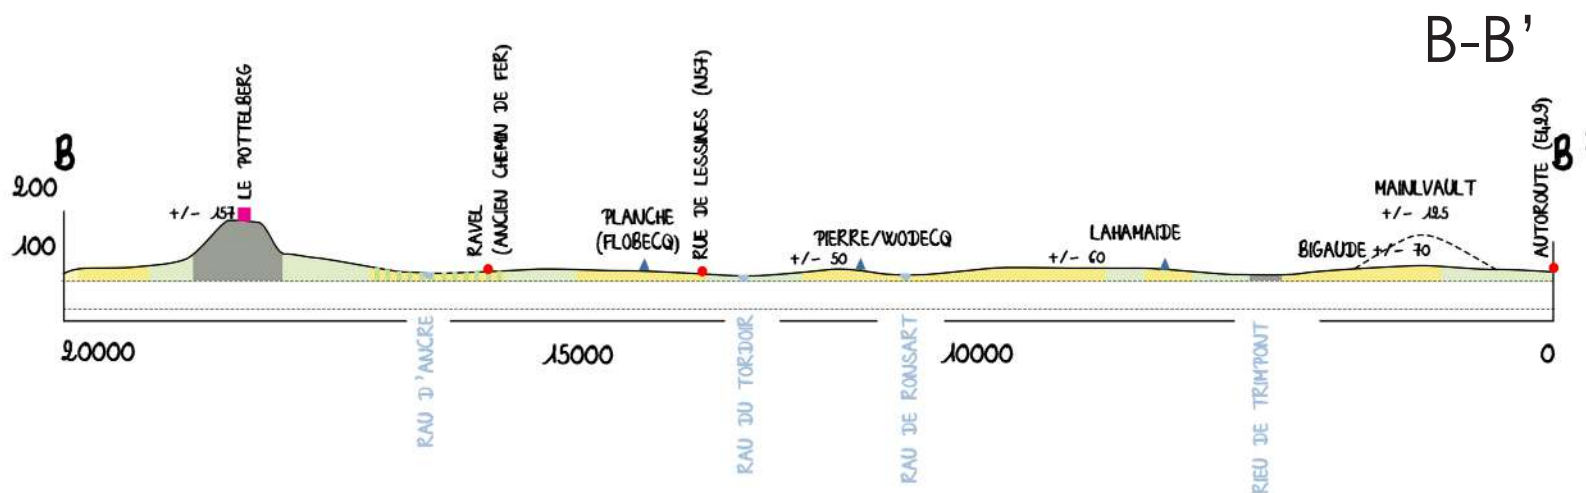 B-B'
B
200
100
+/- 157
LE POTTELBERG
RAVEL
(ANCIEN CHEMIN DE FER)
PLANCHE
(FLOBECQ)
RUE DE LESSINES (N57)
PIERRE/WODECQ
+/- 50
LAHAMAIDE
+/- 60
MAINLVAULT
+/- 125
BIGAUDE +/- 70
AUTOROUTE (E429)
B'
20000
15000
10000
0
RAU D'ANCRE
RAU DU TORDOIR
RAU DE RONSART
RIEU DE TRIMPONT